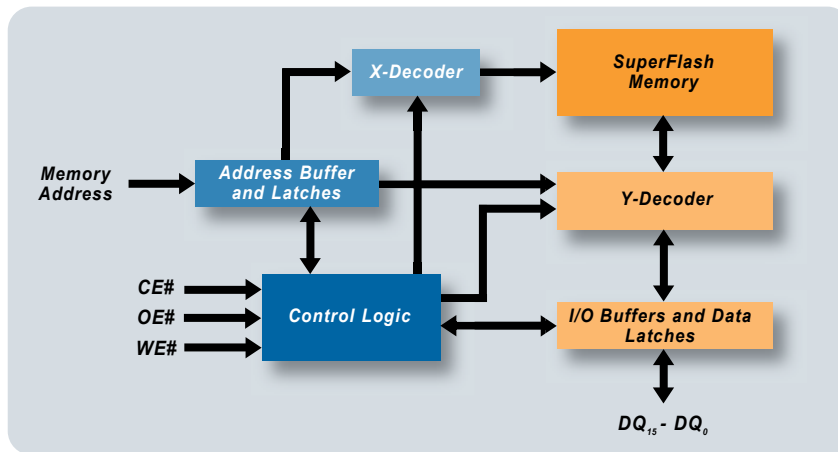 X-Decoder
SuperFlash
Memory
Memory
Address
Address Buffer
and Latches
Y-Decoder
CE#
OE#
WE#
Control Logic
I/O Buffers and Data
Latches
DQ₁₅ - DQ₀